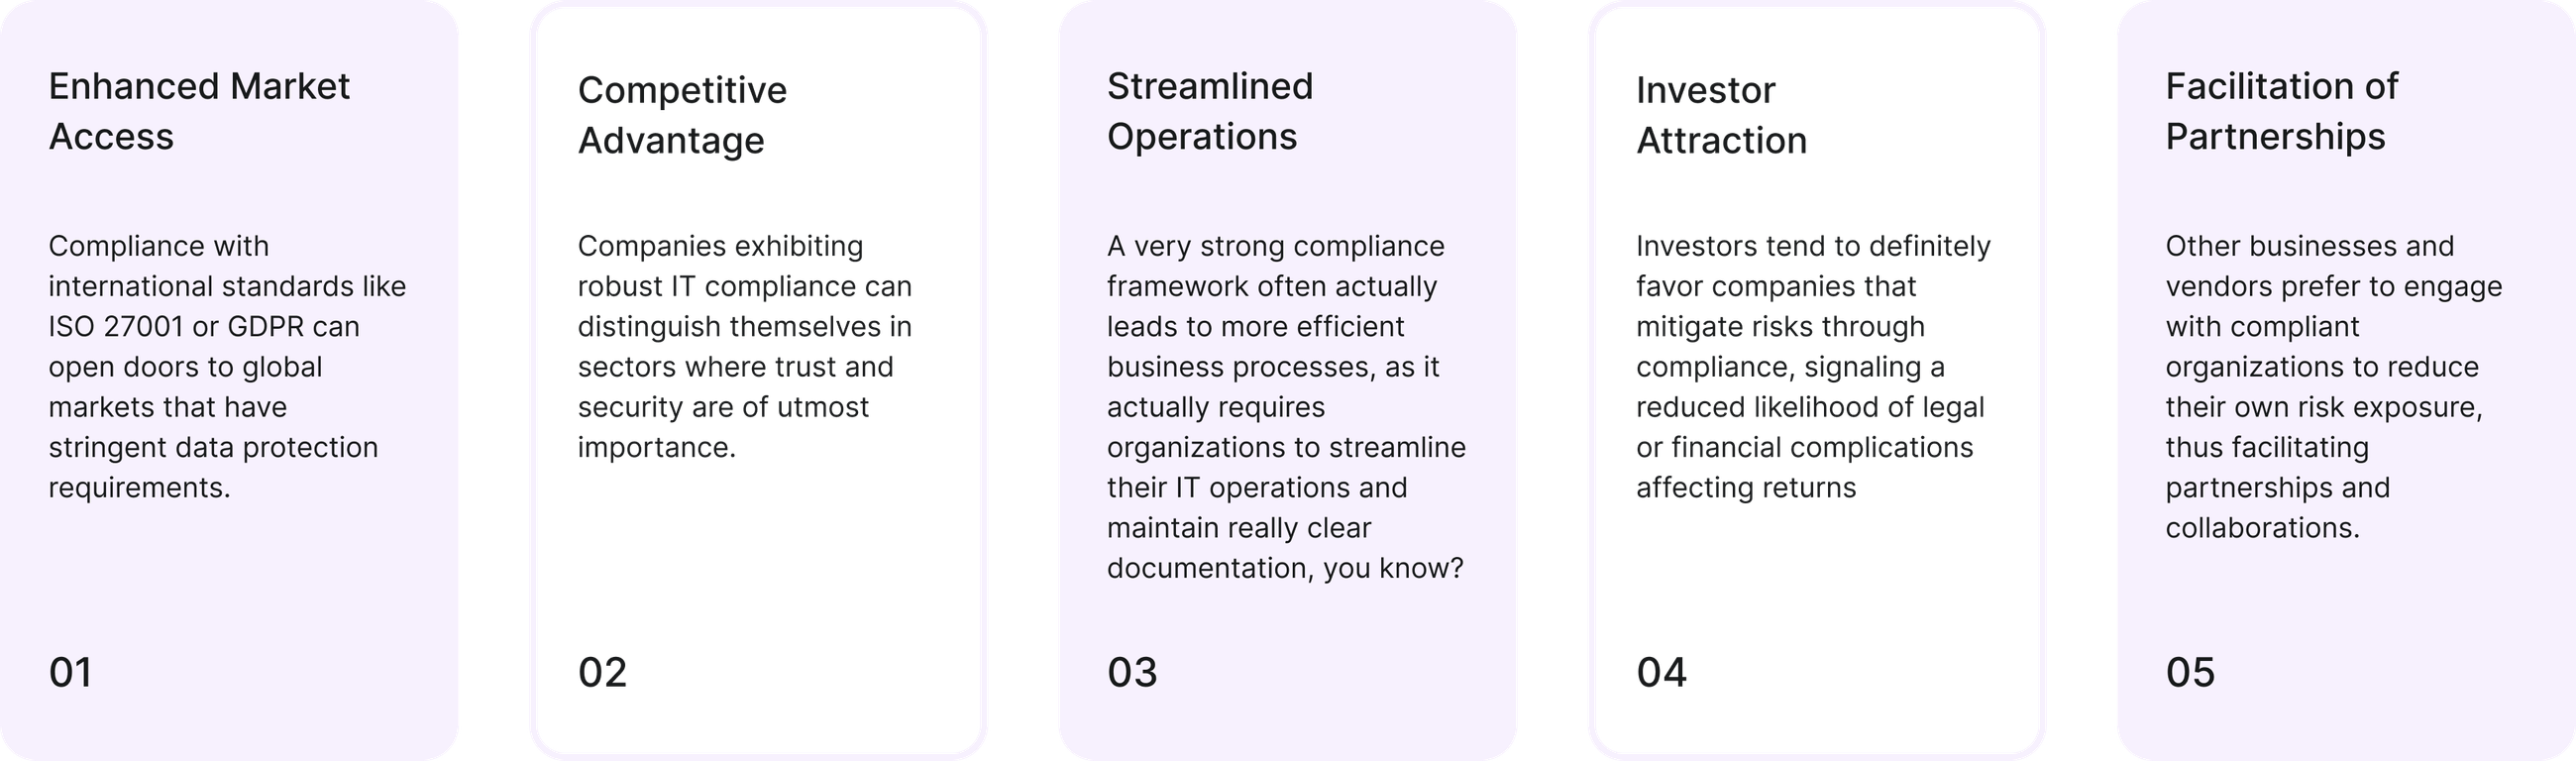 Enhanced Market
Access
Compliance with
international standards like
ISO 27001 or GDPR can
open doors to global
markets that have
stringent data protection
requirements.
01
Competitive
Advantage
Companies exhibiting
robust IT compliance can
distinguish themselves in
sectors where trust and
security are of utmost
importance.
02
Streamlined
Operations
A very strong compliance
framework often actually
leads to more efficient
business processes, as it
actually requires
organizations to streamline
their IT operations and
maintain really clear
documentation, you know?
03
Investor
Attraction
Investors tend to definitely
favor companies that
mitigate risks through
compliance, signaling a
reduced likelihood of legal
or financial complications
affecting returns
04
Facilitation of
Partnerships
Other businesses and
vendors prefer to engage
with compliant
organizations to reduce
their own risk exposure,
thus facilitating
partnerships and
collaborations.
05